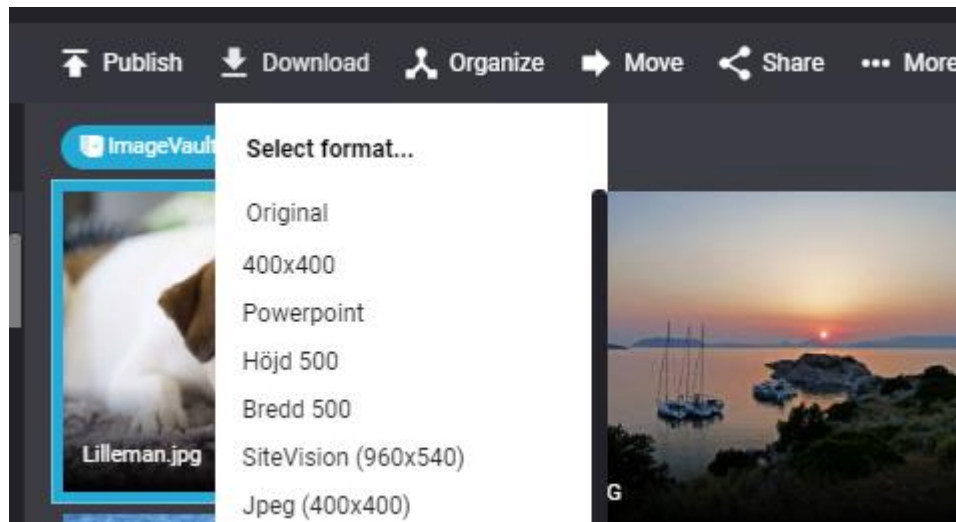 Publish Download Organize Move Share More
ImageVault
Select format...
Original
400x400
Powerpoint
Höjd 500
Bredd 500
SiteVision (960x540)
Lilleman.jpg
Jpeg (400x400)
G